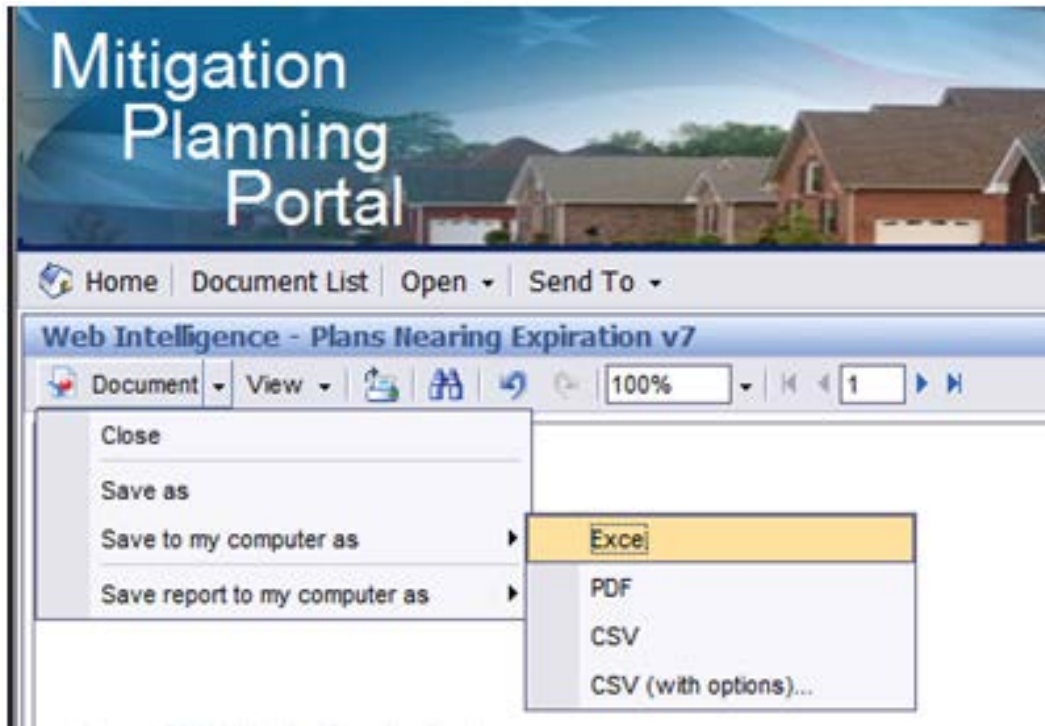 Mitigation
Planning
Portal
Home Document List Open Send To
Web Intelligence - Plans Nearing Expiration v7
Document View 100% 1
Close
Save as
Save to my computer as
Save report to my computer as
Excel
PDF
CSV
CSV (with options)...